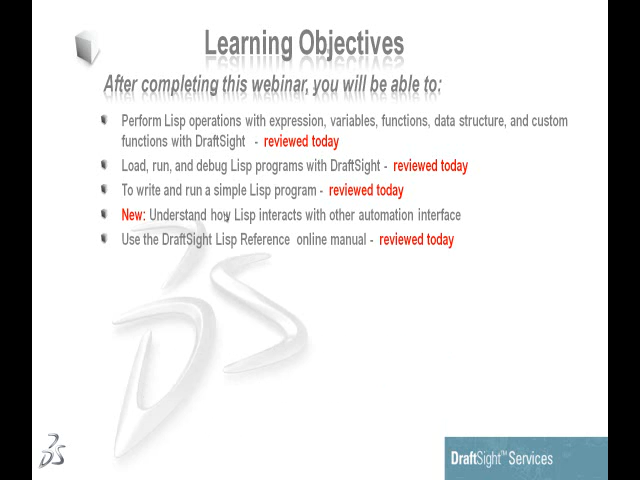 Learning Objectives
After completing this webinar, you will be able to:
Perform Lisp operations with expression, variables, functions, data structure, and custom
functions with DraftSight - reviewed today
Load, run, and debug Lisp programs with DraftSight - reviewed today
To write and run a simple Lisp program - reviewed today
New: Understand how Lisp interacts with other automation interface
Use the DraftSight Lisp Reference online manual - reviewed today
DS
DS
DraftSight™ Services